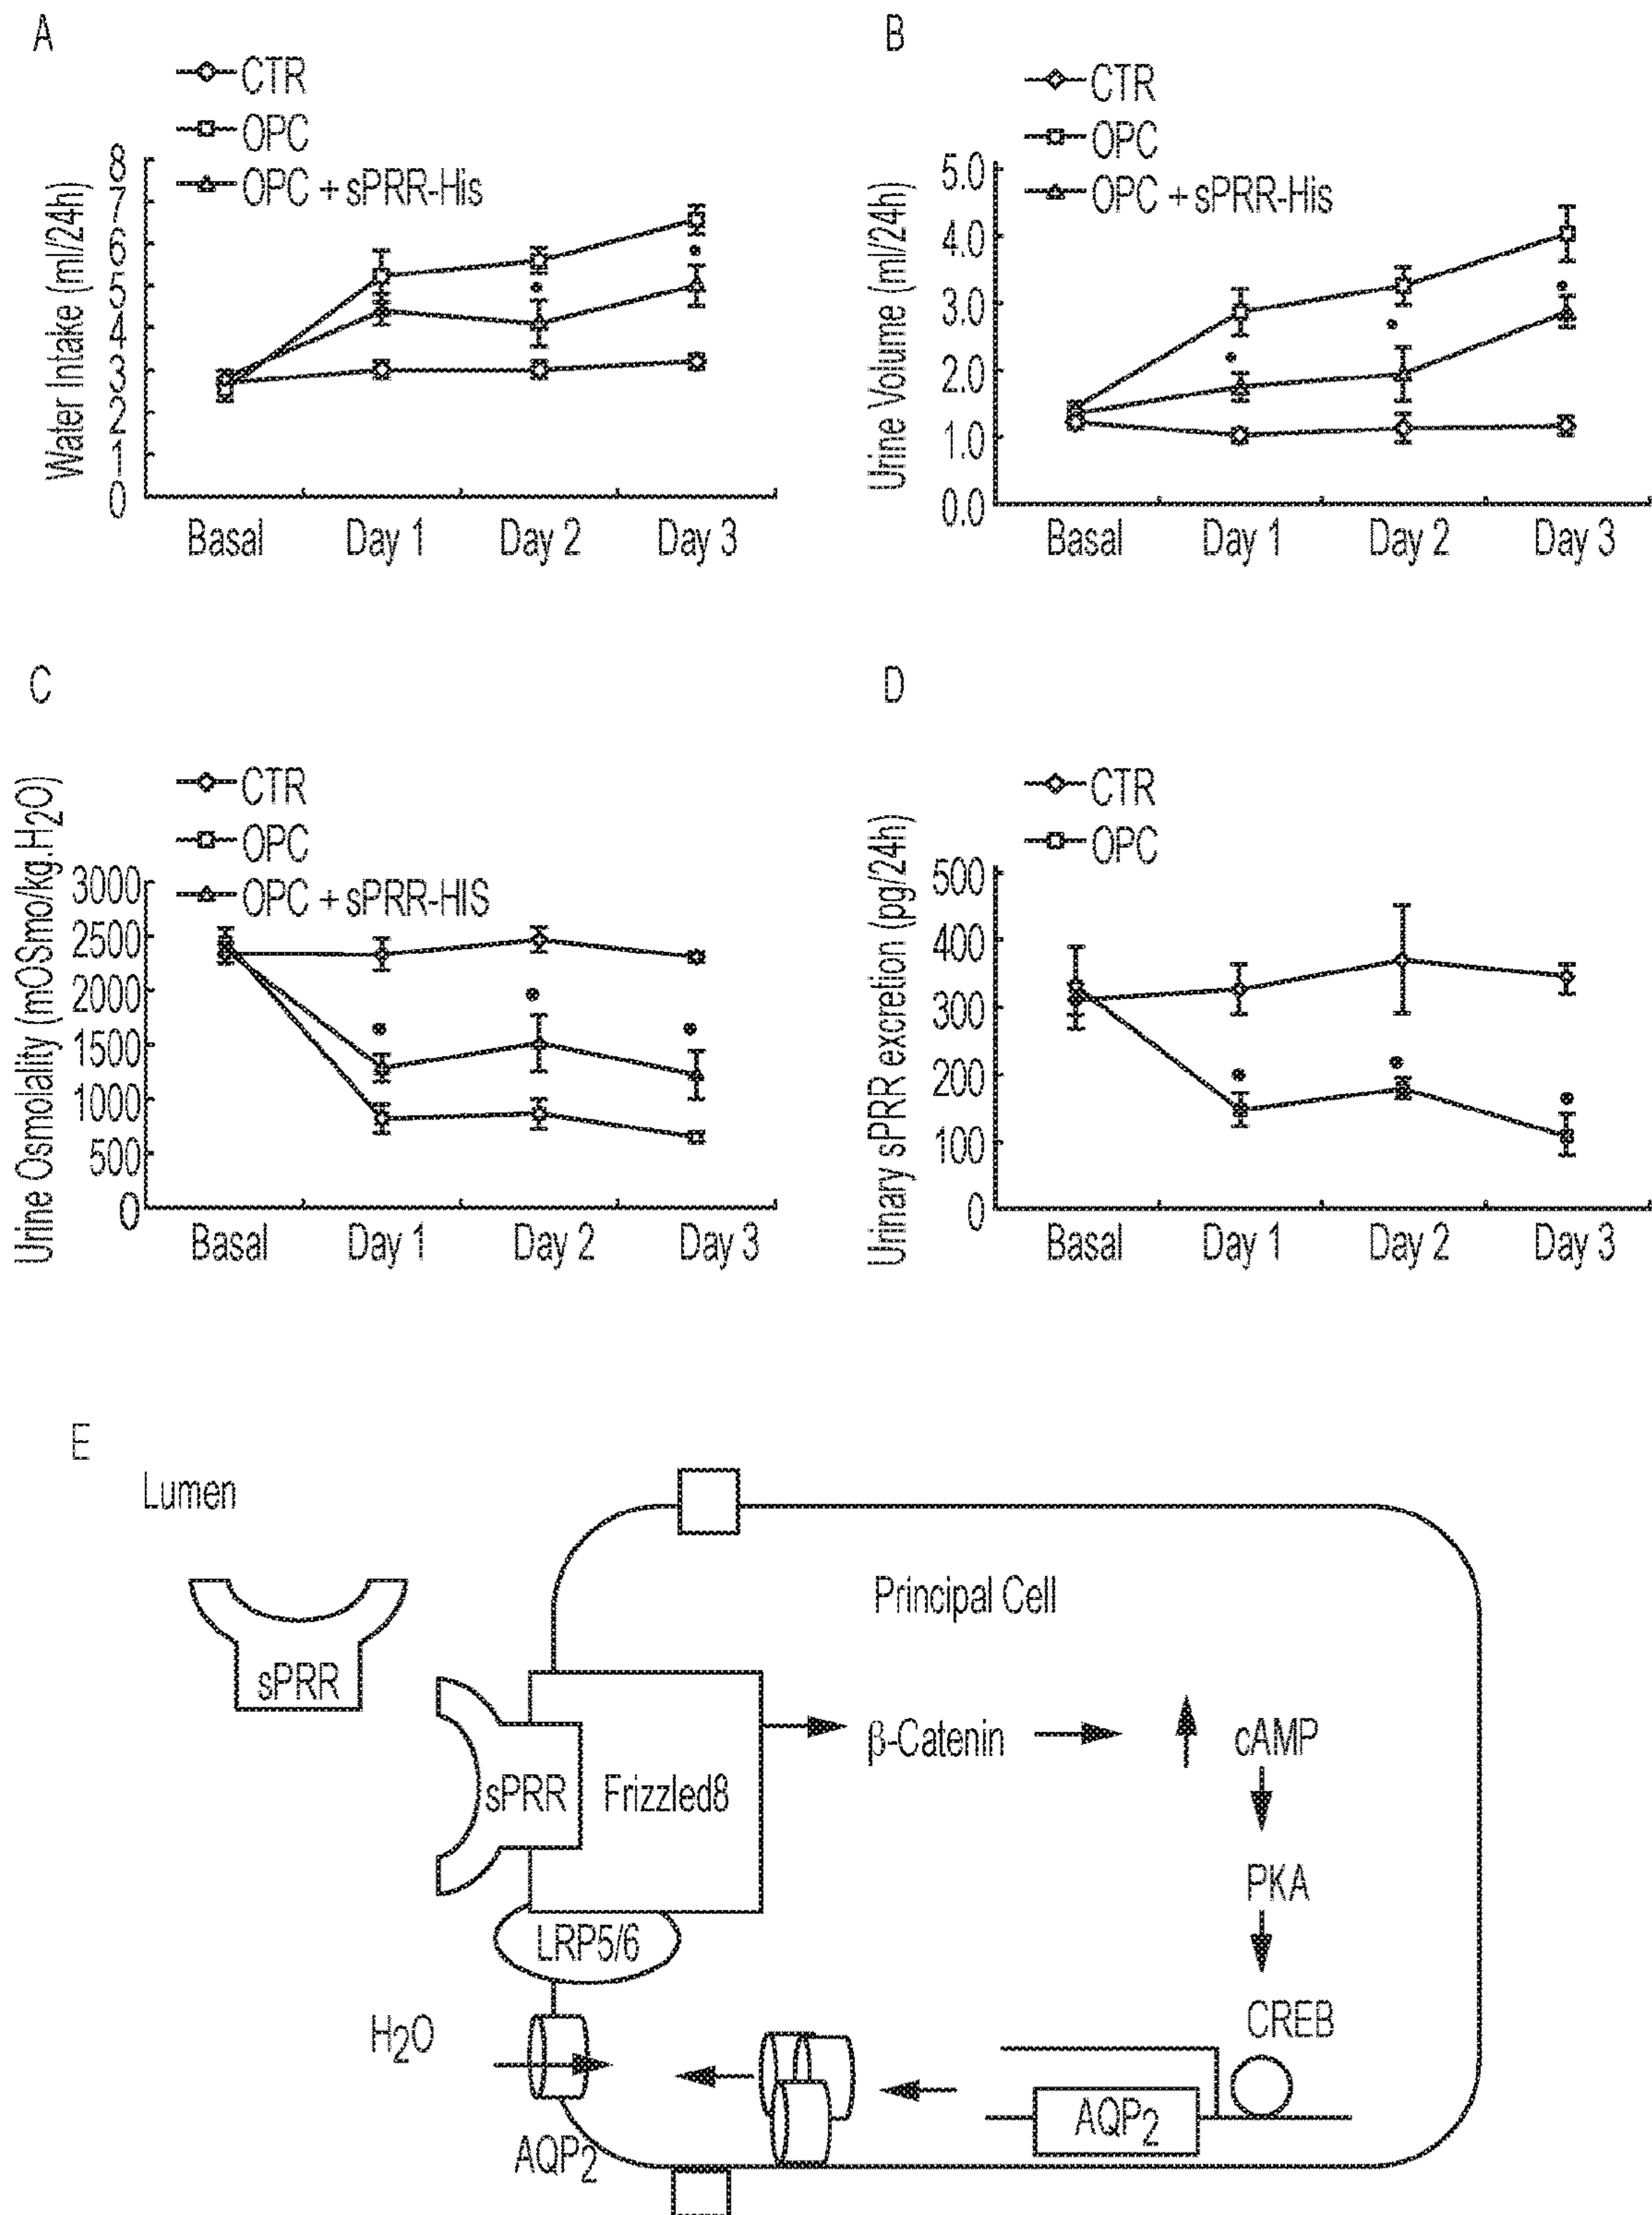 A
CTR
OPC
OPC + sPRR-His
Water Intake (ml/24h)
8
7
6
5
4
3
2
1
0
Basal
Day 1
Day 2
Day 3
B
CTR
OPC
OPC + sPRR-His
Urine Volume (ml/24h)
5.0
4.0
3.0
2.0
1.0
0.0
Basal
Day 1
Day 2
Day 3
C
CTR
OPC
OPC + sPRR-HIS
Urine Osmolality (mOSmo/kg.H₂O)
3000
2500
2000
1500
1000
500
0
Basal
Day 1
Day 2
Day 3
D
CTR
OPC
Urinary sPRR excretion (pg/24h)
500
400
300
200
100
0
Basal
Day 1
Day 2
Day 3
E
Lumen
Principal Cell
sPRR
sPRR
Frizzled8
β-Catenin
cAMP
PKA
LRP5/6
CREB
H₂O
AQP₂
AQP₂